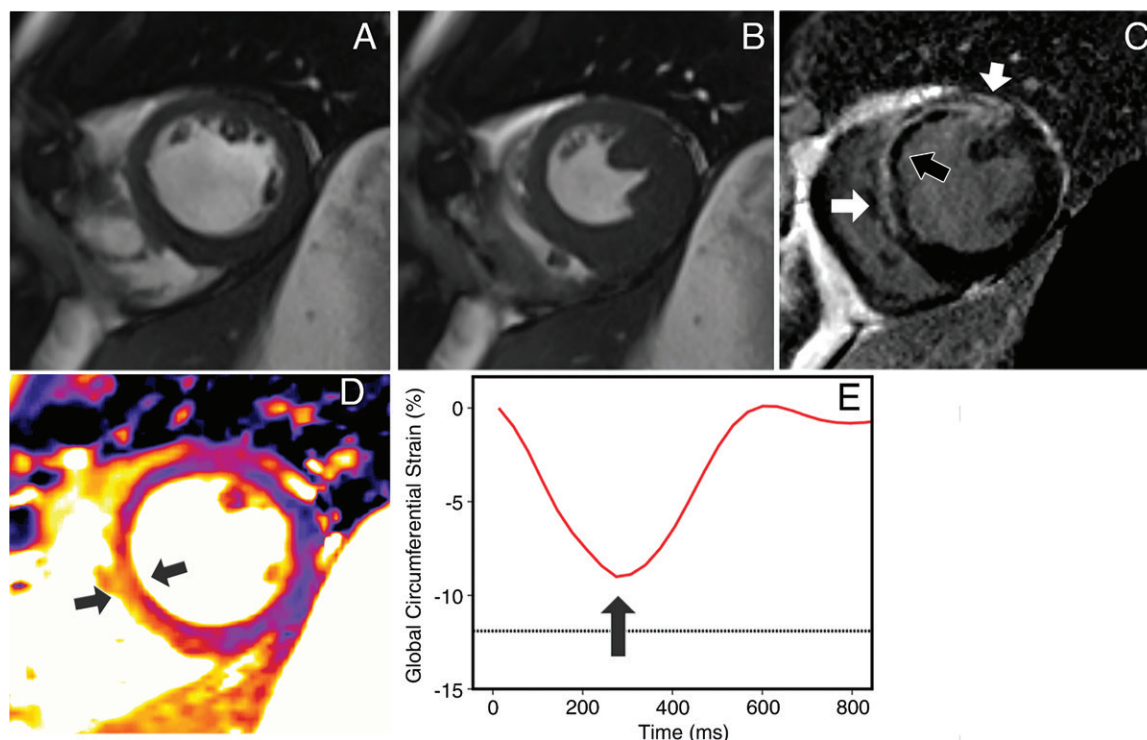 A
B
C
D
E
Global Circumferential Strain (%)
0
-5
-10
-15
0
200
400
600
800
Time (ms)